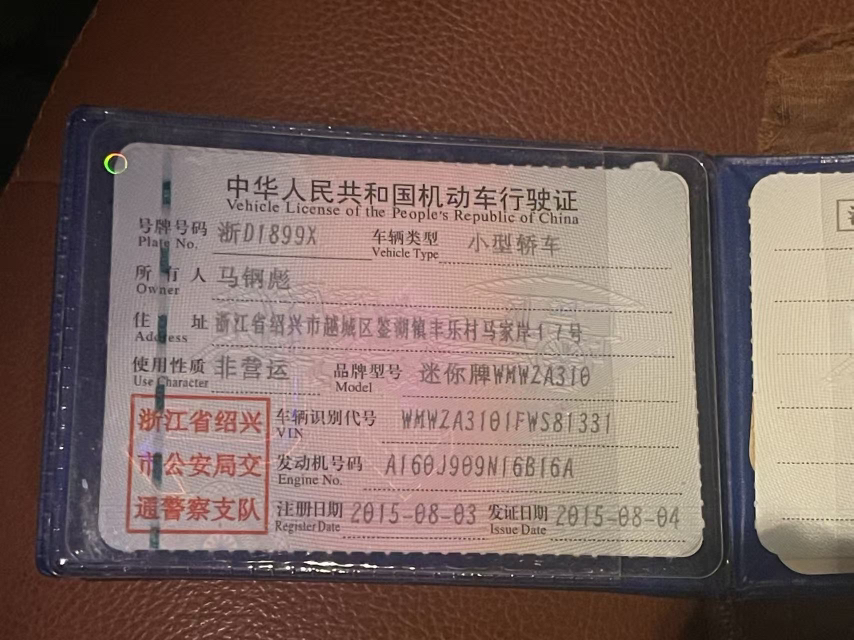 中华人民共和国机动车行驶证
Vehicle License of the People's Republic of China
号牌号码 浙D1899X 车辆类型 小型轿车
Plate No. Vehicle Type
所有人 马钢彪
Owner
住址 浙江省绍兴市越城区鉴湖镇丰乐村马家岸17号
Address
使用性质 非营运 品牌型号 迷你牌WMWZA310
Use Character Model
浙江省绍兴
市公安局交
通警察支队
车辆识别代号 WMWZA3101FWS81331
VIN
发动机号码 A160J909N16B16A
Engine No.
注册日期 2015-08-03 发证日期 2015-08-04
Register Date Issue Date